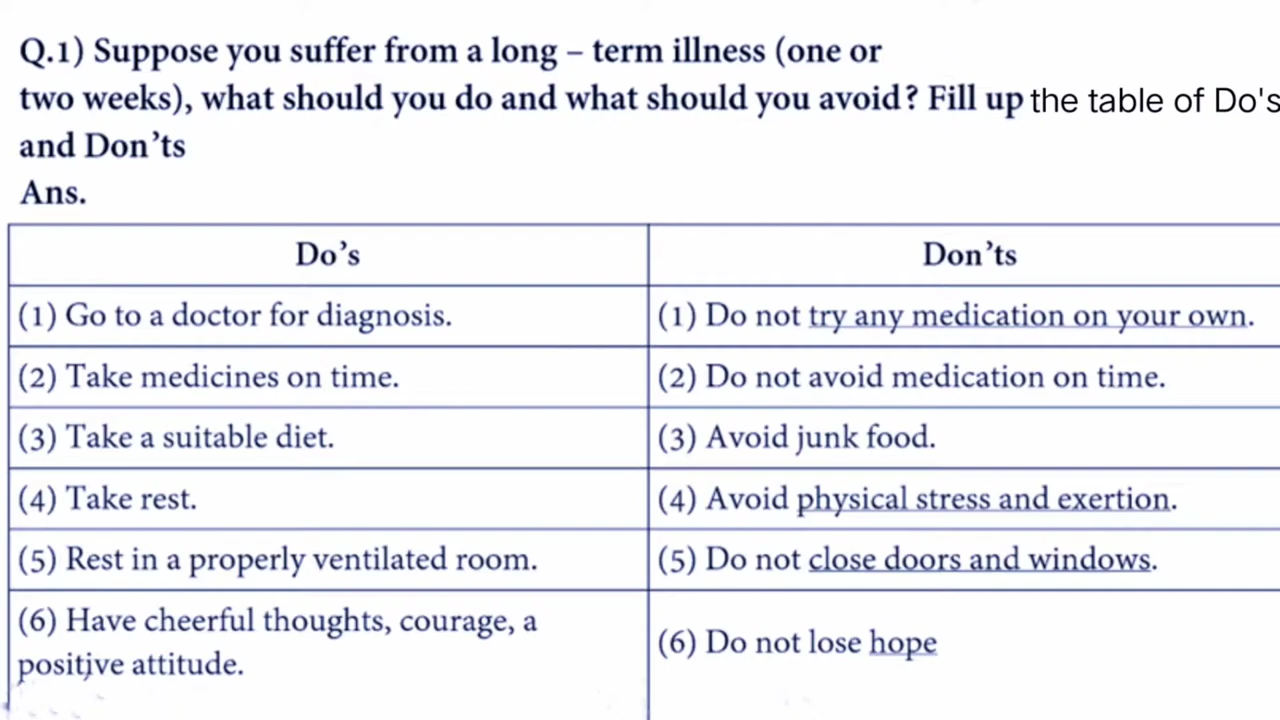 Q.1) Suppose you suffer from a long – term illness (one or
two weeks), what should you do and what should you avoid? Fill up the table of Do's
and Don'ts
Ans.
Do's
Don'ts
(1) Go to a doctor for diagnosis.
(1) Do not try any medication on your own.
(2) Take medicines on time.
(2) Do not avoid medication on time.
(3) Take a suitable diet.
(3) Avoid junk food.
(4) Take rest.
(4) Avoid physical stress and exertion.
(5) Rest in a properly ventilated room.
(5) Do not close doors and windows.
(6) Have cheerful thoughts, courage, a
positive attitude.
(6) Do not lose hope